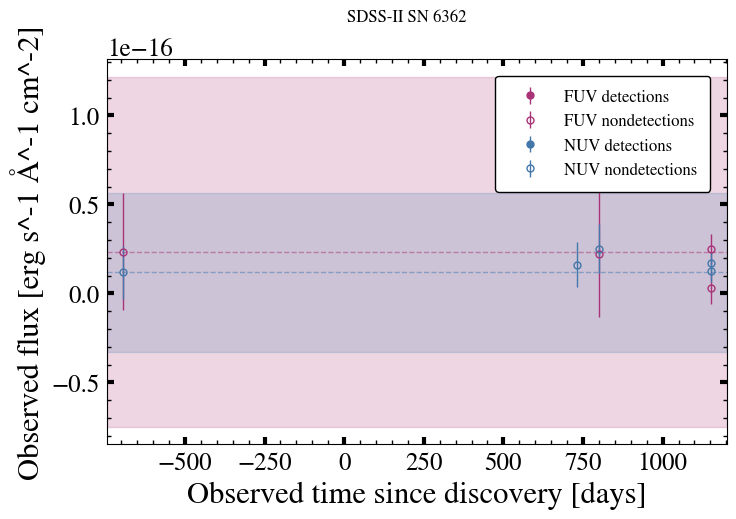 SDSS-II SN 6362
1e−16
FUV detections
FUV nondetections
NUV detections
NUV nondetections
1.0
0.5
0.0
−0.5
Observed flux [erg s^-1 Å^-1 cm^-2]
−500 −250 0 250 500 750 1000
Observed time since discovery [days]